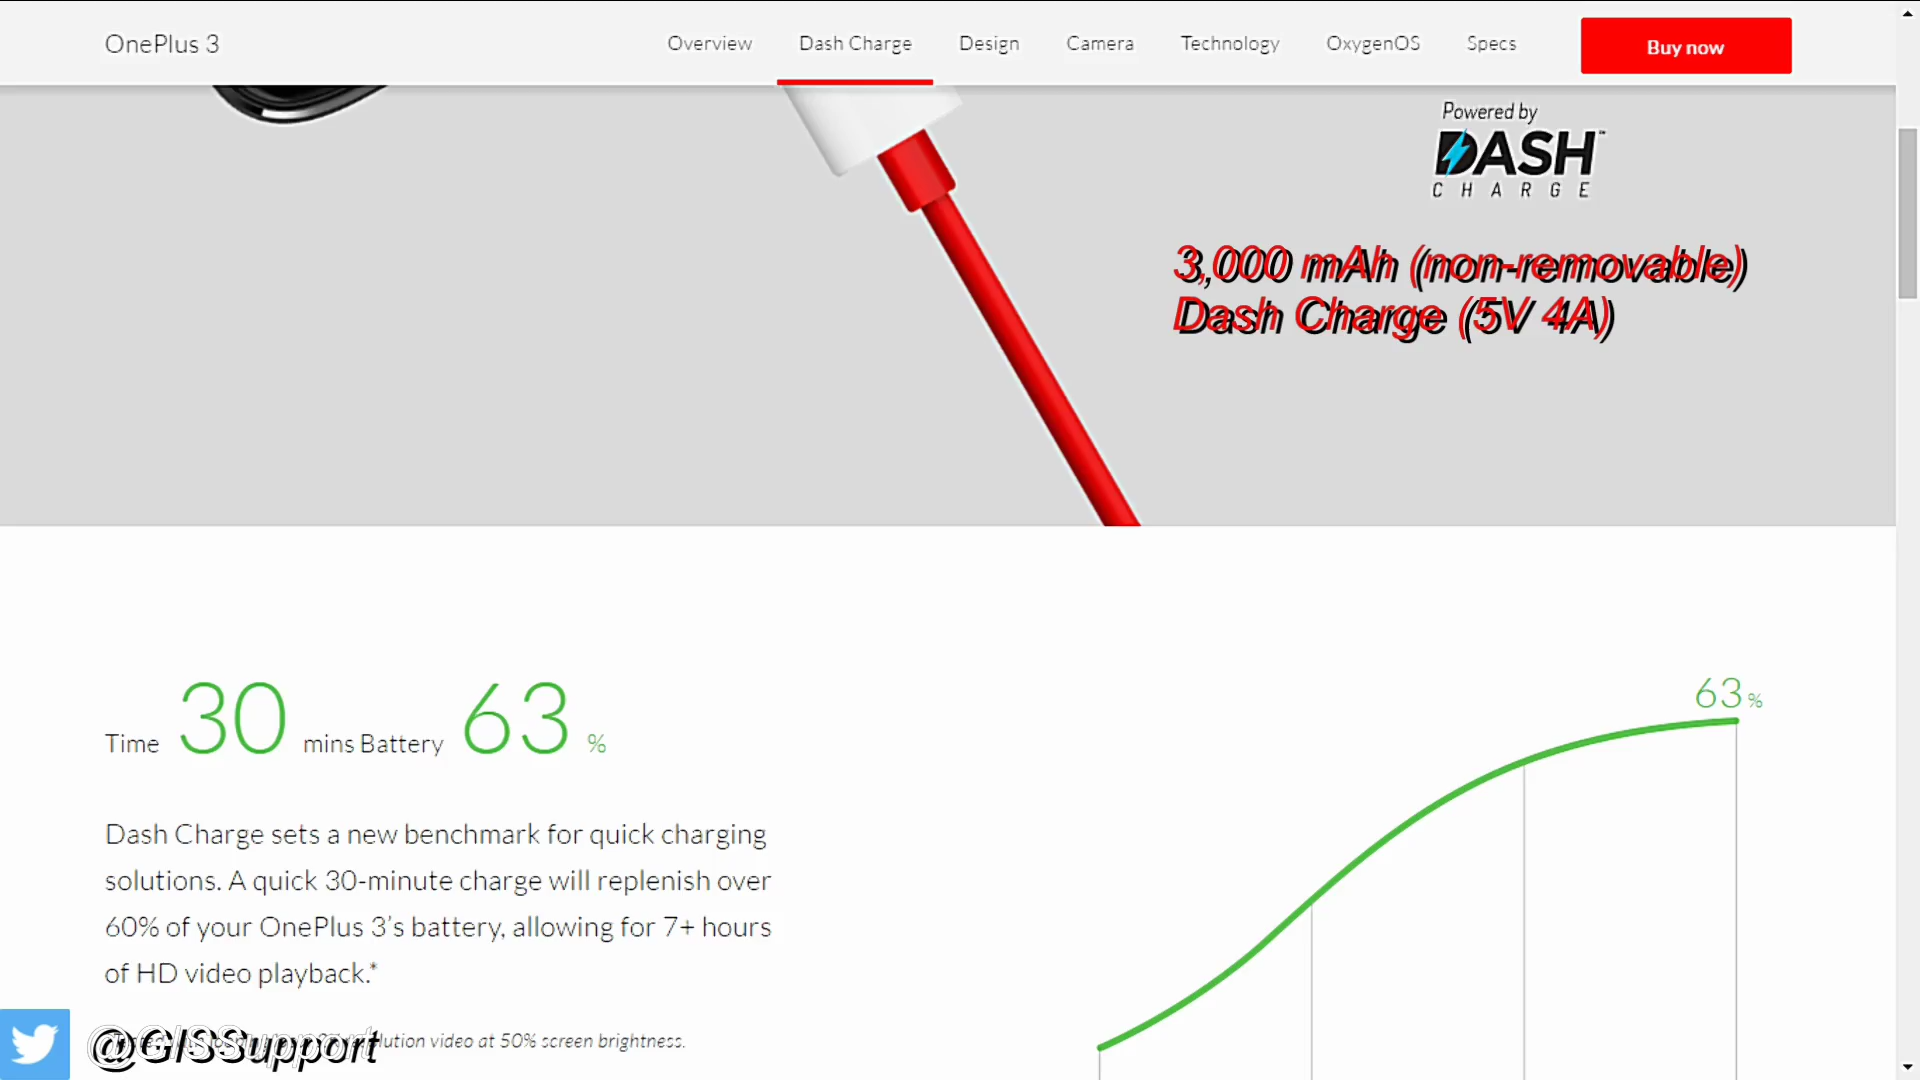 OnePlus 3
Overview
Dash Charge
Design
Camera
Technology
OxygenOS
Specs
Buy now
Powered by
DASH™
CHARGE
3,000 mAh (non-removable)
Dash Charge (5V 4A)
Time 30 mins Battery 63 %
63 %
Dash Charge sets a new benchmark for quick charging
solutions. A quick 30-minute charge will replenish over
60% of your OnePlus 3’s battery, allowing for 7+ hours
of HD video playback.*
video at 50% screen brightness.
@GISSupport